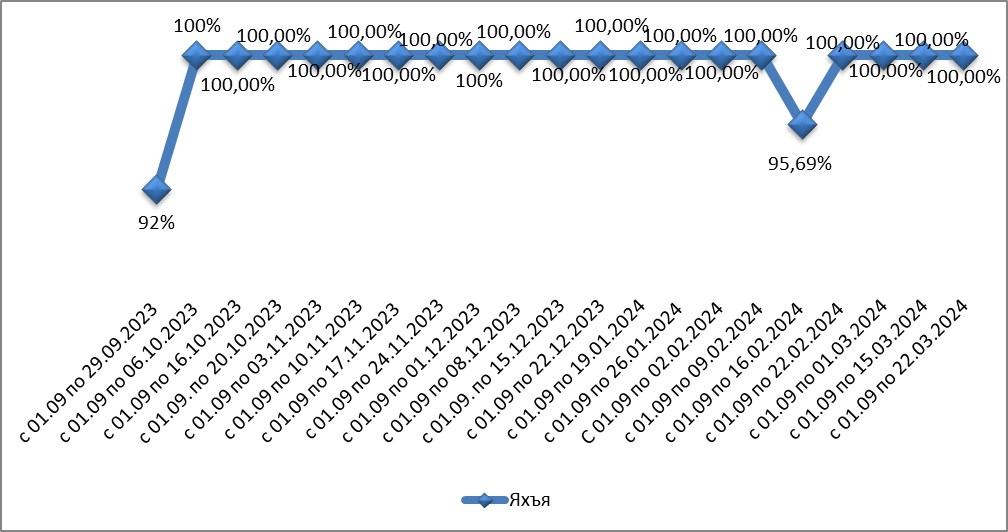 100%
100,00%
100,00%
100,00%
100,00%
100,00%
100,00%
100%
100,00%
100,00%
100,00%
100,00%
100,00%
100,00%
100,00%
95,69%
100,00%
100,00%
100,00%
100,00%
92%
с 01.09 по 29.09.2023
с 01.09 по 06.10.2023
с 01.09 по 16.10.2023
с 01.09. по 20.10.2023
с 01.09 по 03.11.2023
с 01.09 по 10.11.2023
с 01.09 по 17.11.2023
с 01.09 по 24.11.2023
с 01.09 по 01.12.2023
с 01.09 по 08.12.2023
с 01.09. по 15.12.2023
с 01.09 по 22.12.2023
с 01.09 по 19.01.2024
с 01.09 по 26.01.2024
С 01.09 по 02.02.2024
с 01.09 по 09.02.2024
с 01.09 по 16.02.2024
с 01.09 по 22.02.2024
с 01.09 по 01.03.2024
с 01.09 по 15.03.2024
с 01.09 по 22.03.2024
Яхъя